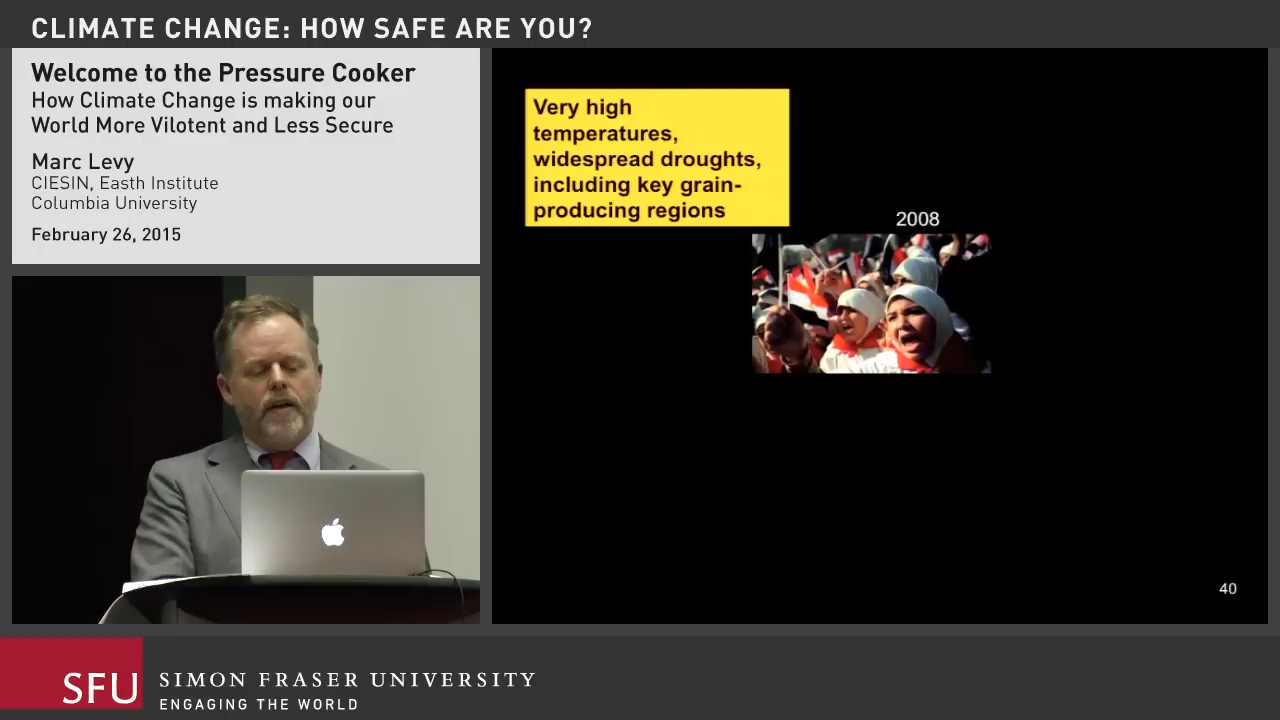 CLIMATE CHANGE: HOW SAFE ARE YOU?
Welcome to the Pressure Cooker
How Climate Change is making our
World More Vilotent and Less Secure
Marc Levy
CIESIN, Easth Institute
Columbia University
February 26, 2015
Very high
temperatures,
widespread droughts,
including key grain-
producing regions
2008
40
SFU
SIMON FRASER UNIVERSITY
ENGAGING THE WORLD